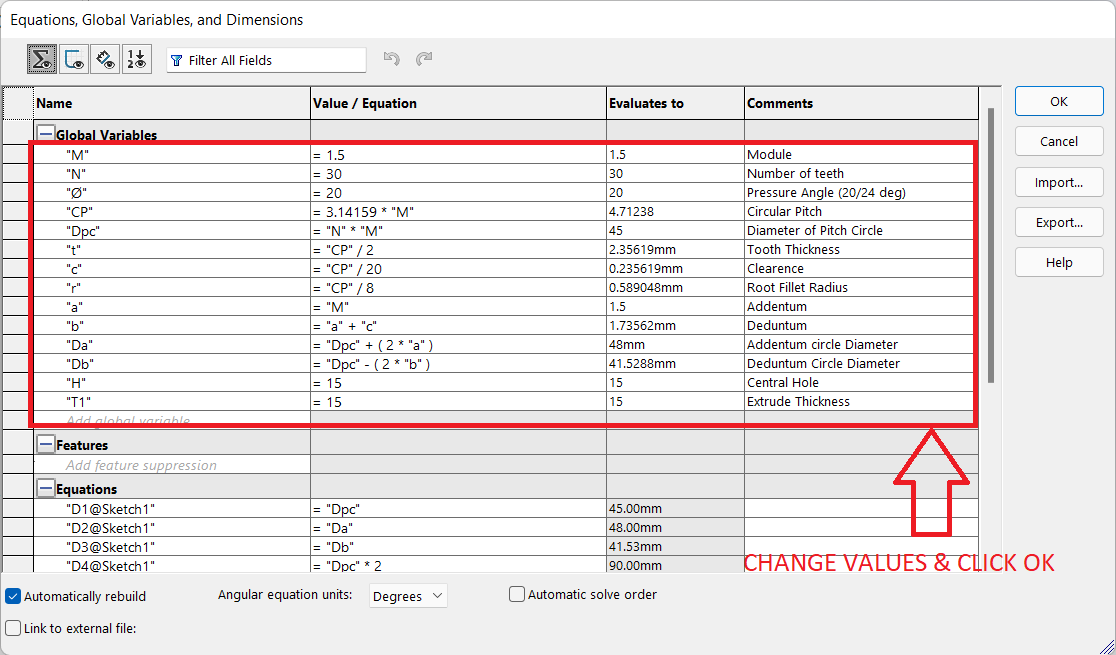 Equations, Global Variables, and Dimensions
Filter All Fields
Name Value / Equation Evaluates to Comments
OK
Cancel
Import...
Export...
Help
Global Variables
"M" = 1.5 1.5 Module
"N" = 30 30 Number of teeth
"Ø" = 20 20 Pressure Angle (20/24 deg)
"CP" = 3.14159 * "M" 4.71238 Circular Pitch
"Dpc" = "N" * "M" 45 Diameter of Pitch Circle
"t" = "CP" / 2 2.35619mm Tooth Thickness
"c" = "CP" / 20 0.235619mm Clearence
"r" = "CP" / 8 0.589048mm Root Fillet Radius
"a" = "M" 1.5 Addentum
"b" = "a" + "c" 1.73562mm Deduntum
"Da" = "Dpc" + ( 2 * "a" ) 48mm Addentum circle Diameter
"Db" = "Dpc" - ( 2 * "b" ) 41.5288mm Deduntum Circle Diameter
"H" = 15 15 Central Hole
"T1" = 15 15 Extrude Thickness
Add global variable
Features
Add feature suppression
Equations
"D1@Sketch1" = "Dpc" 45.00mm
"D2@Sketch1" = "Da" 48.00mm
"D3@Sketch1" = "Db" 41.53mm
"D4@Sketch1" = "Dpc" * 2 90.00mm
CHANGE VALUES & CLICK OK
Automatically rebuild Angular equation units: Degrees Automatic solve order
Link to external file: